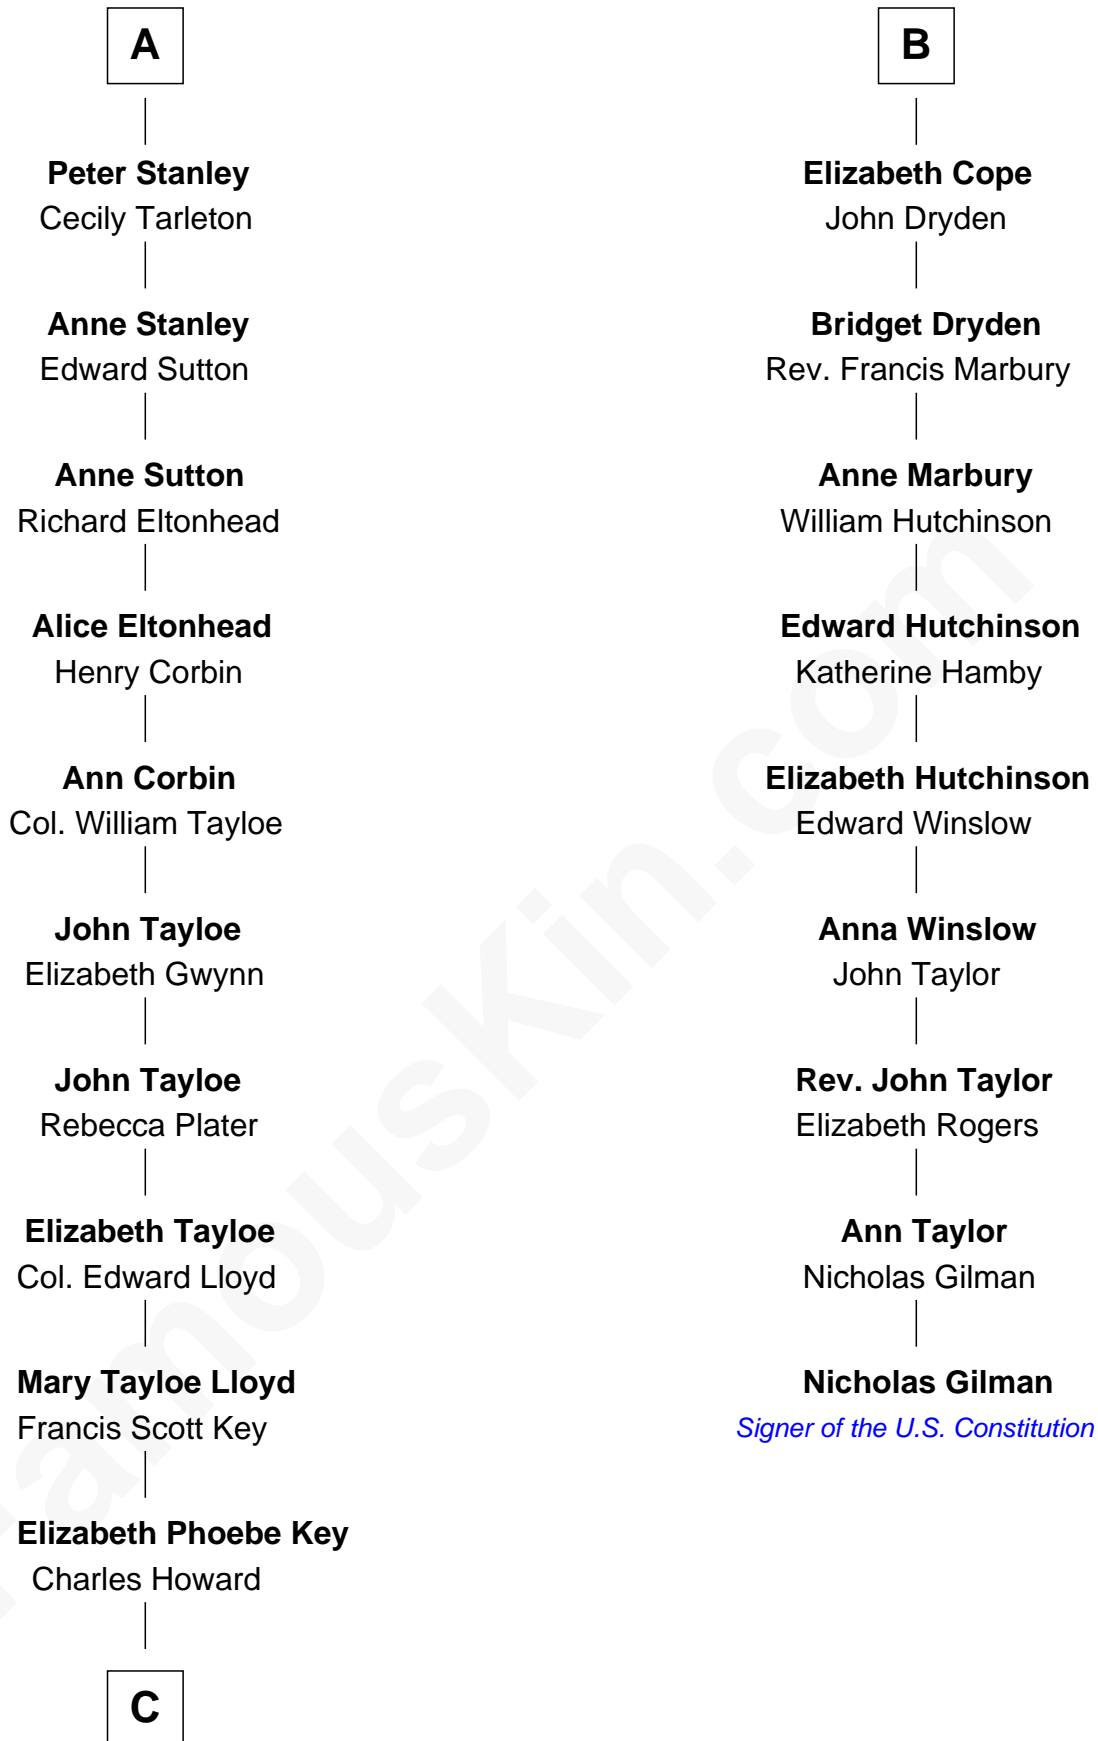 A
Peter Stanley
Cecily Tarleton
Anne Stanley
Edward Sutton
Anne Sutton
Richard Eltonhead
Alice Eltonhead
Henry Corbin
Ann Corbin
Col. William Tayloe
John Tayloe
Elizabeth Gwynn
John Tayloe
Rebecca Plater
Elizabeth Tayloe
Col. Edward Lloyd
Mary Tayloe Lloyd
Francis Scott Key
Elizabeth Phoebe Key
Charles Howard
C
B
Elizabeth Cope
John Dryden
Bridget Dryden
Rev. Francis Marbury
Anne Marbury
William Hutchinson
Edward Hutchinson
Katherine Hamby
Elizabeth Hutchinson
Edward Winslow
Anna Winslow
John Taylor
Rev. John Taylor
Elizabeth Rogers
Ann Taylor
Nicholas Gilman
Nicholas Gilman
Signer of the U.S. Constitution
FamousKin.com